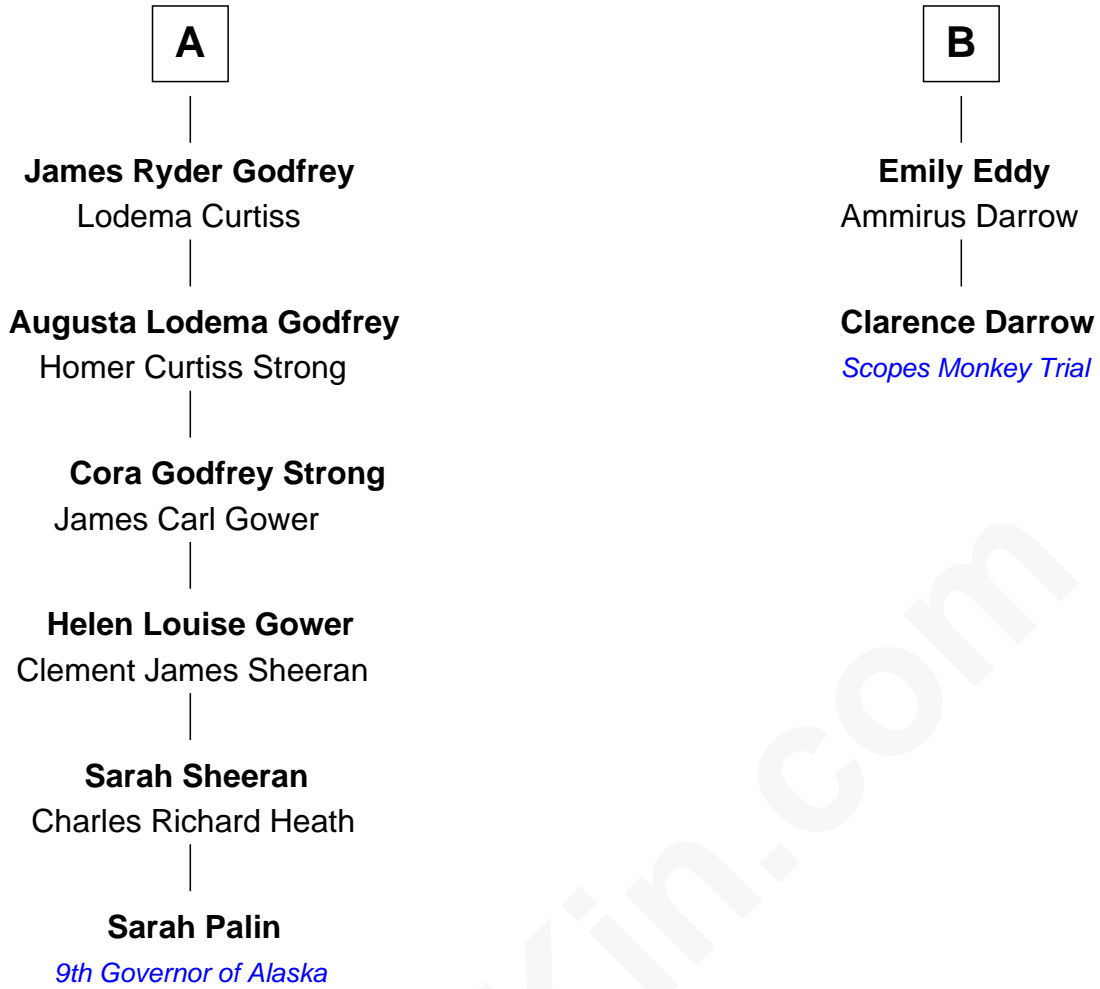 A
James Ryder Godfrey
Lodema Curtiss
Augusta Lodema Godfrey
Homer Curtiss Strong
Cora Godfrey Strong
James Carl Gower
Helen Louise Gower
Clement James Sheeran
Sarah Sheeran
Charles Richard Heath
Sarah Palin
9th Governor of Alaska
B
Emily Eddy
Ammirus Darrow
Clarence Darrow
Scopes Monkey Trial
Kin.com